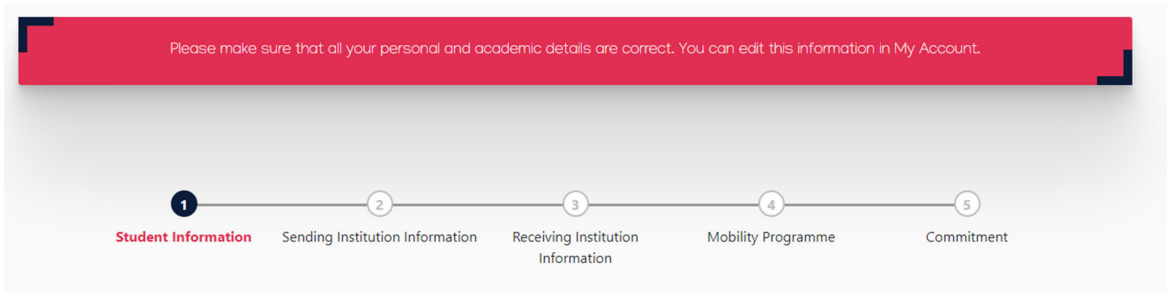 Please make sure that all your personal and academic details are correct. You can edit this information in My Account.
1 2 3 4 5
Student Information Sending Institution Information Receiving Institution Mobility Programme Commitment
Information